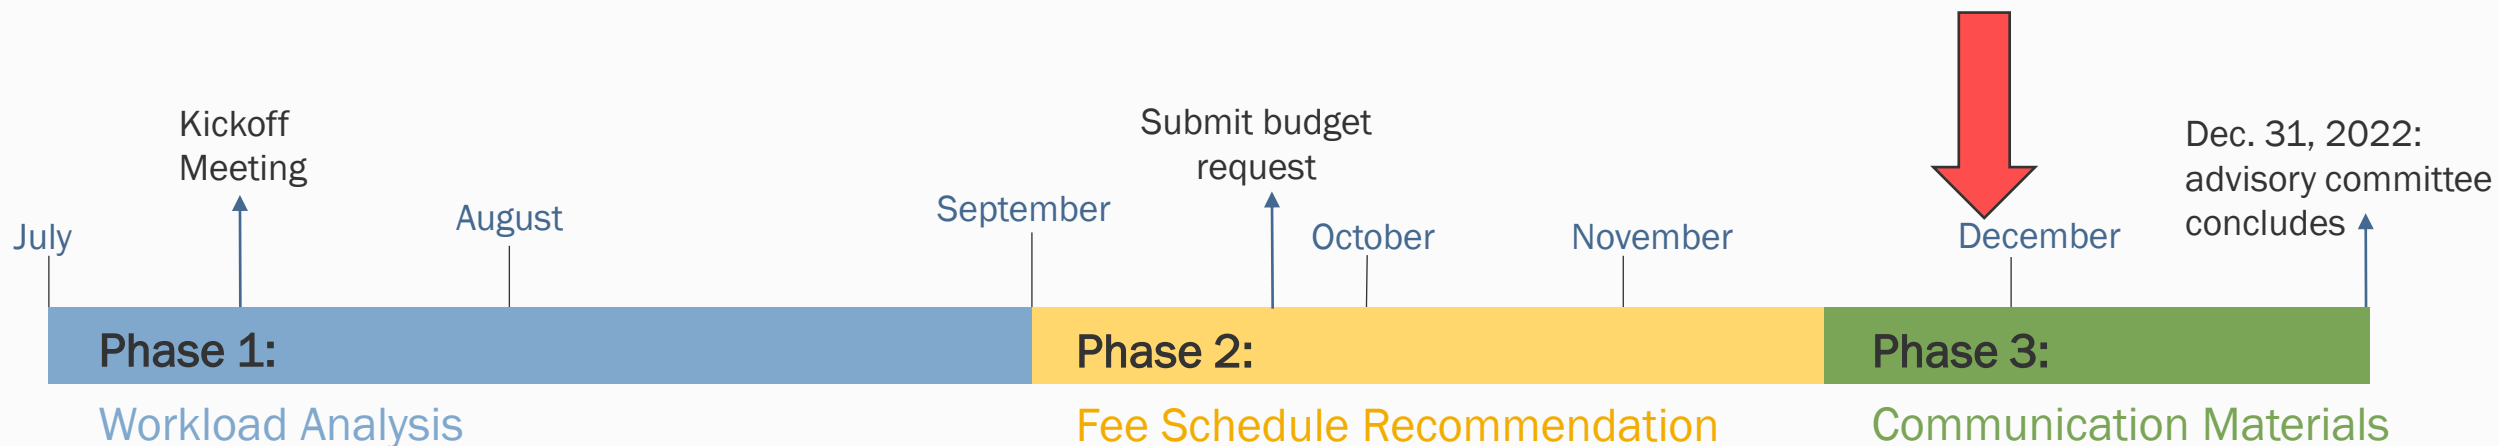 Kickoff
Meeting
Submit budget
request
Dec. 31, 2022:
advisory committee
concludes
July
August
September
October
November
December
Phase 1:
Phase 2:
Phase 3:
Workload Analysis
Fee Schedule Recommendation
Communication Materials